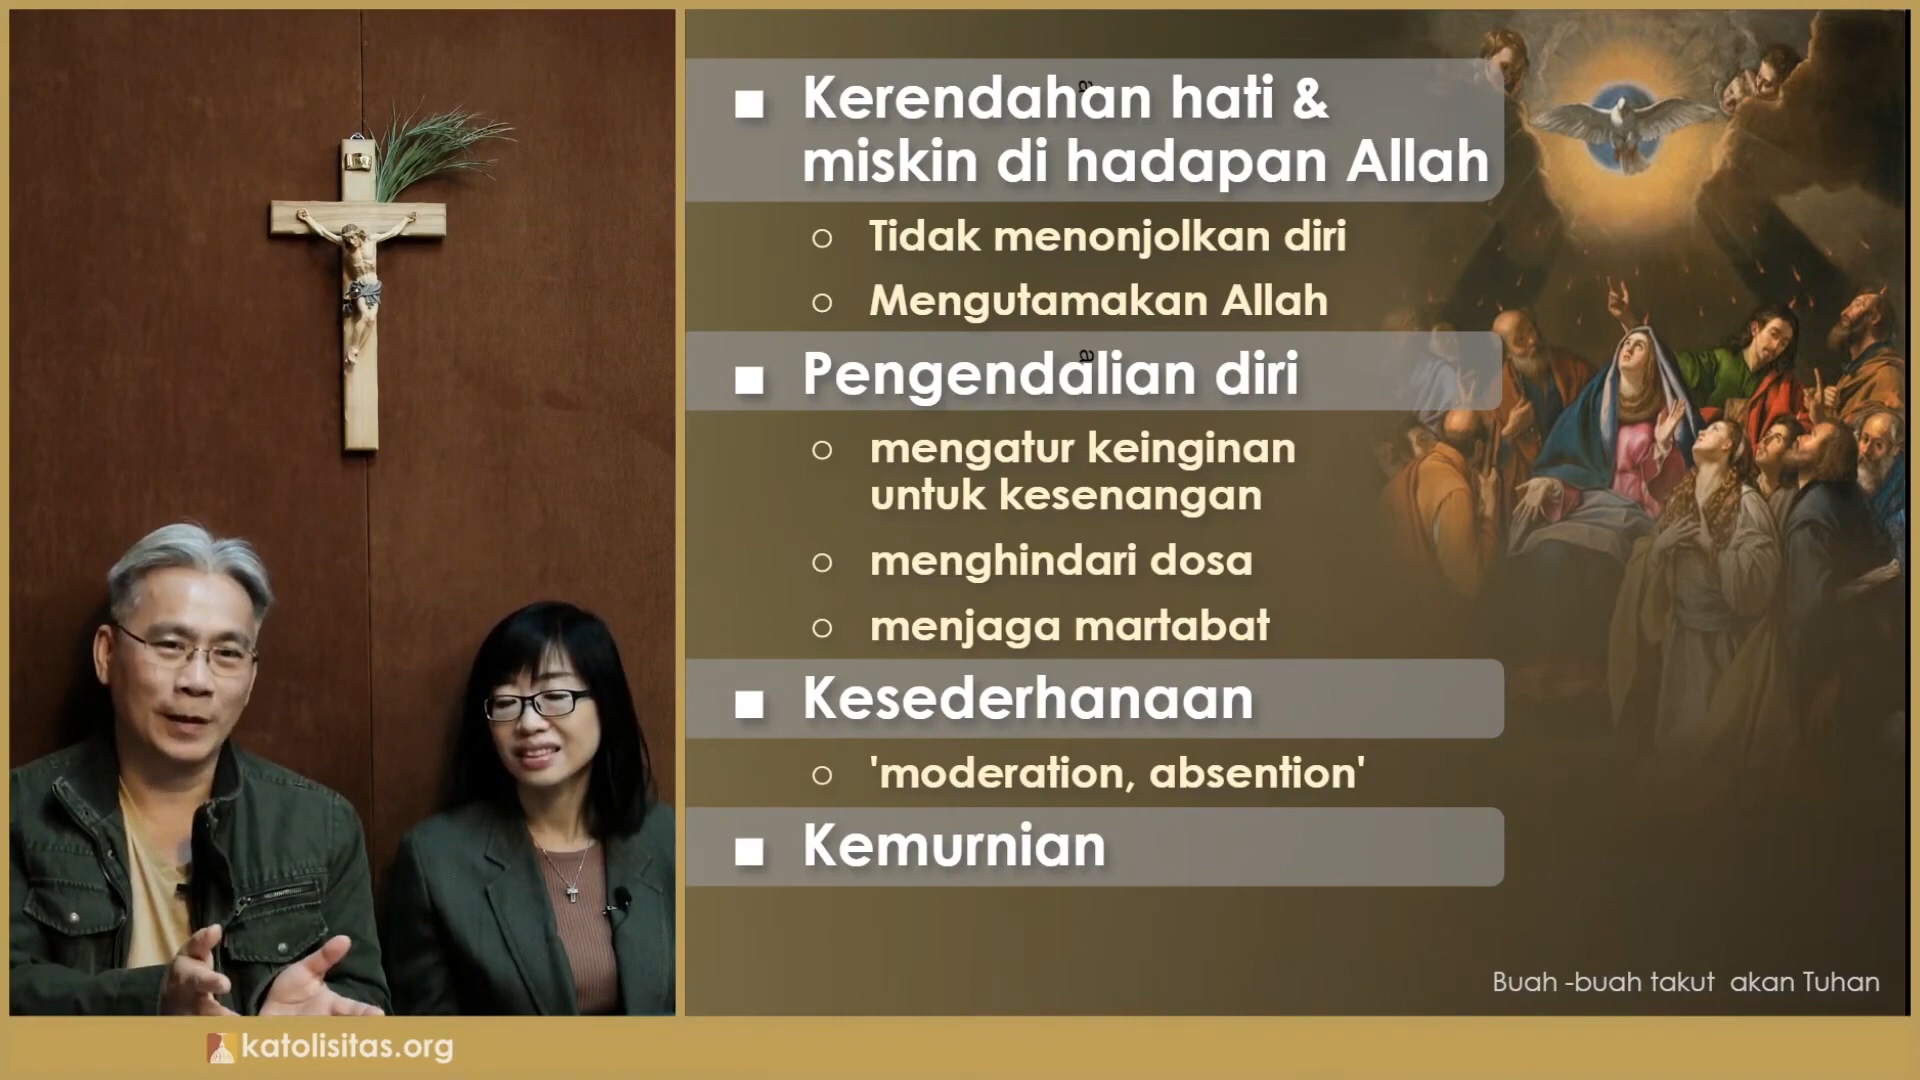 ■ Kerendahan hati &
miskin di hadapan Allah
○ Tidak menonjolkan diri
○ Mengutamakan Allah
■ Pengendalian diri
○ mengatur keinginan
untuk kesenangan
○ menghindari dosa
○ menjaga martabat
■ Kesederhanaan
○ 'moderation, absention'
■ Kemurnian
Buah -buah takut akan Tuhan
katolisitas.org